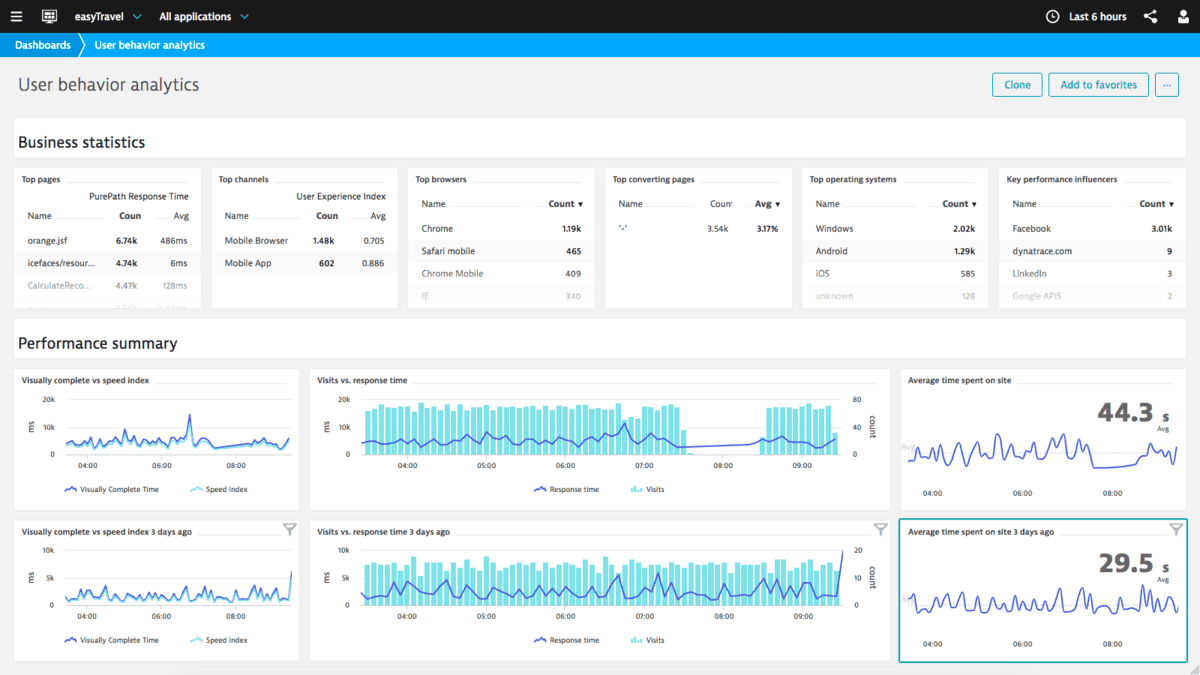 easyTravel All applications Last 6 hours
Dashboards User behavior analytics
User behavior analytics Clone Add to favorites ...
Business statistics
Top pages
PurePath Response Time
Name Coun Avg
orange.jsf 6.74k 486ms
icefaces/resour... 4.74k 6ms
CalculateReco... 4.47k 128ms
Top channels
User Experience Index
Name Coun Avg
Mobile Browser 1.48k 0.705
Mobile App 602 0.886
Top browsers
Name Count ▼
Chrome 1.19k
Safari mobile 465
Chrome Mobile 409
IE 340
Top converting pages
Name Count Avg ▼
'-' 3.54k 3.17%
Top operating systems
Name Count ▼
Windows 2.02k
Android 1.29k
iOS 585
unknown 128
Key performance influencers
Name Count ▼
Facebook 3.01k
dynatrace.com 9
LinkedIn 3
Google APIS 2
Performance summary
Visually complete vs speed index
20k
10k
0
ms
04:00 06:00 08:00
Visually Complete Time Speed Index
Visits vs. response time
20k 80
10k 40
0 0
ms count
04:00 05:00 06:00 07:00 08:00 09:00
Response time Visits
Average time spent on site
44.3 s
Avg
Avg
04:00 06:00 08:00
Visually complete vs speed index 3 days ago
10k
5k
0
ms
04:00 06:00 08:00
Visually Complete Time Speed Index
Visits vs. response time 3 days ago
10k 20
5k 10
0 0
ms count
04:00 05:00 06:00 07:00 08:00 09:00
Response time Visits
Average time spent on site 3 days ago
29.5 s
Avg
Avg
04:00 06:00 08:00